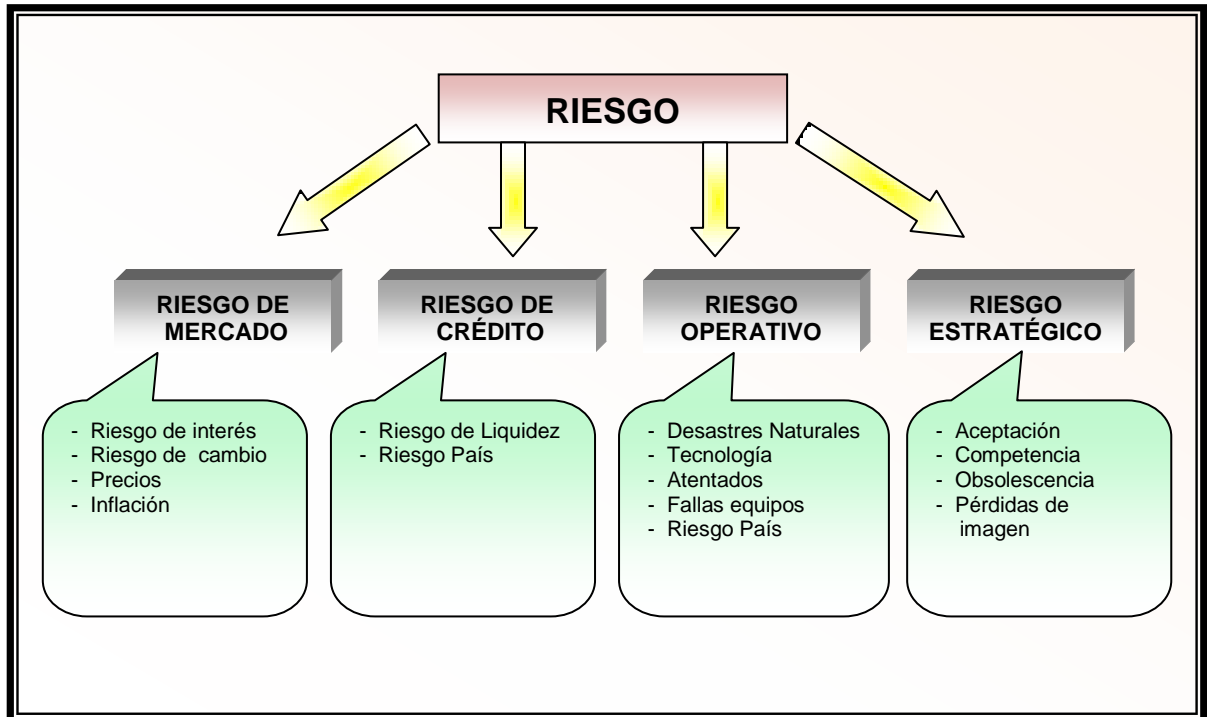 RIESGO
RIESGO DE
MERCADO
- Riesgo de interés
- Riesgo de cambio
- Precios
- Inflación
RIESGO DE
CRÉDITO
- Riesgo de Liquidez
- Riesgo País
RIESGO
OPERATIVO
- Desastres Naturales
- Tecnología
- Atentados
- Fallas equipos
- Riesgo País
RIESGO
ESTRATÉGICO
- Aceptación
- Competencia
- Obsolescencia
- Pérdidas de
imagen